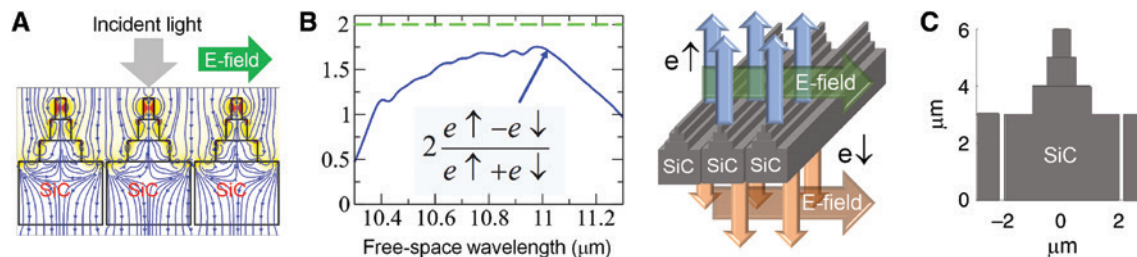 A
Incident light
E-field
SiC
SiC
SiC
B
2
1.5
1
0.5
0
2 e↑ −e↓
e↑ +e↓
10.4
10.6
10.8
11
11.2
Free-space wavelength (μm)
e↑
E-field
e↓
SiC
SiC
SiC
E-field
C
6
4
2
0
μm
SiC
−2
0
2
μm